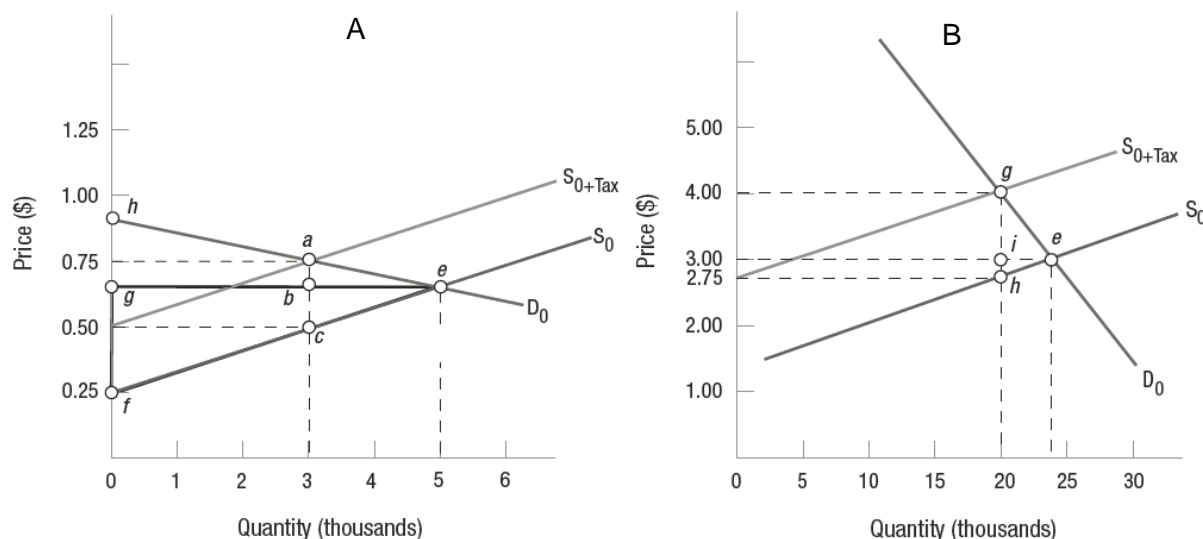 A
Price ($)
1.25
1.00
0.75
0.50
0.25
0
1
2
3
4
5
6
h
g
f
a
b
c
e
S0+Tax
S0
D0
Quantity (thousands)
B
Price ($)
5.00
4.00
3.00
2.75
2.00
1.00
0
5
10
15
20
25
30
g
i
h
e
S0+Tax
S0
D0
Quantity (thousands)